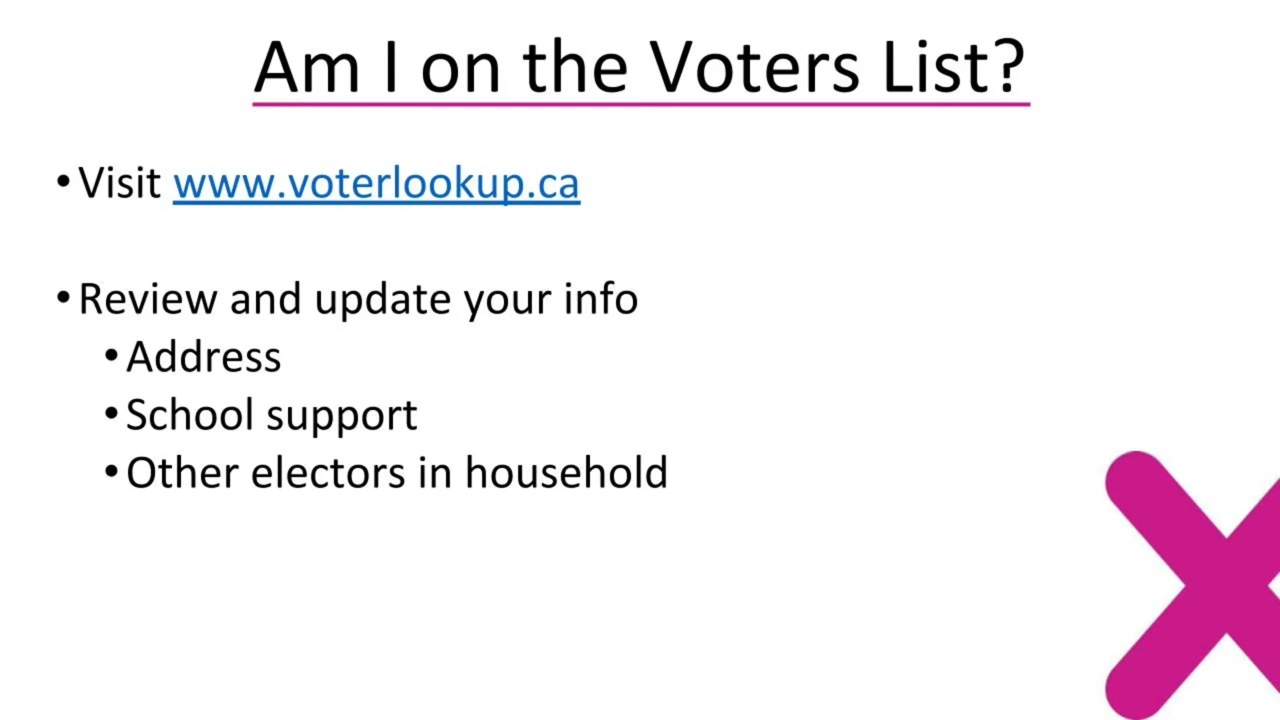 Am I on the Voters List?
• Visit www.voterlookup.ca
• Review and update your info
• Address
• School support
• Other electors in household